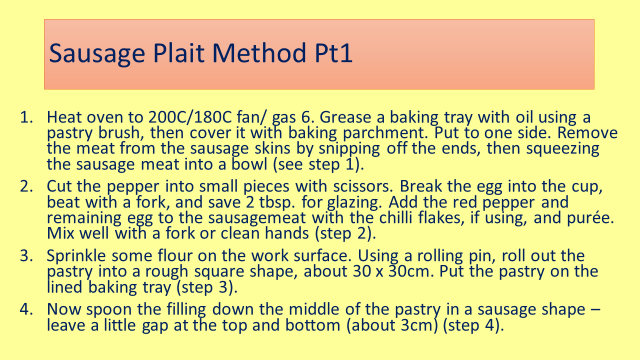 Sausage Plait Method Pt1
1. Heat oven to 200C/180C fan/ gas 6. Grease a baking tray with oil using a
pastry brush, then cover it with baking parchment. Put to one side. Remove
the meat from the sausage skins by snipping off the ends, then squeezing
the sausage meat into a bowl (see step 1).
2. Cut the pepper into small pieces with scissors. Break the egg into the cup,
beat with a fork, and save 2 tbsp. for glazing. Add the red pepper and
remaining egg to the sausagemeat with the chilli flakes, if using, and purée.
Mix well with a fork or clean hands (step 2).
3. Sprinkle some flour on the work surface. Using a rolling pin, roll out the
pastry into a rough square shape, about 30 x 30cm. Put the pastry on the
lined baking tray (step 3).
4. Now spoon the filling down the middle of the pastry in a sausage shape –
leave a little gap at the top and bottom (about 3cm) (step 4).